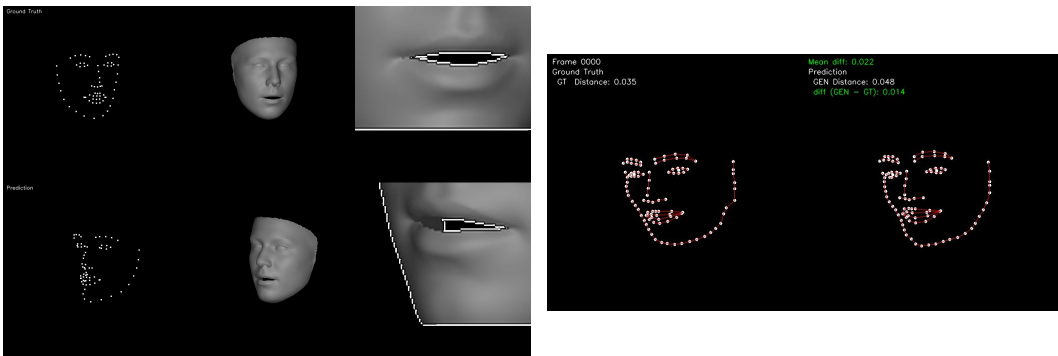 Ground Truth
Prediction
Frame 0000
Ground Truth
GT Distance: 0.035
Mean diff: 0.022
Prediction
GEN Distance: 0.048
diff (GEN - GT): 0.014